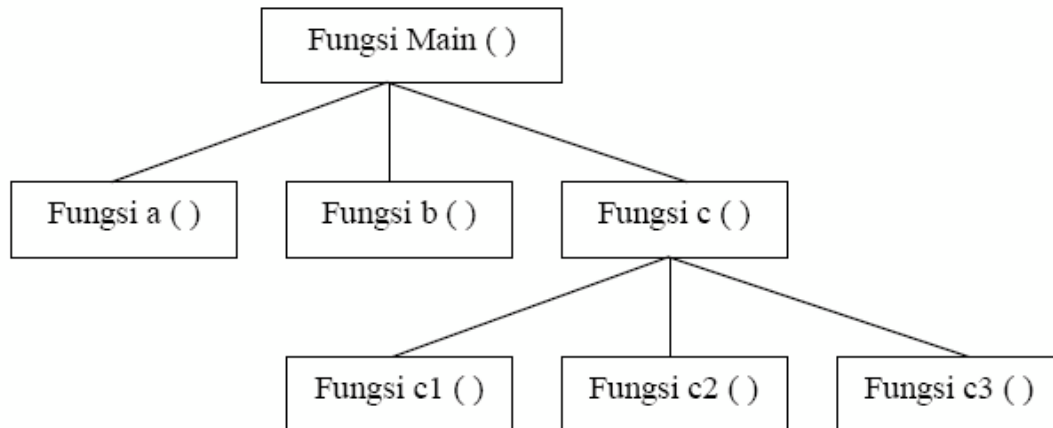 Fungsi Main ( )
Fungsi a ( )
Fungsi b ( )
Fungsi c ( )
Fungsi c1 ( )
Fungsi c2 ( )
Fungsi c3 ( )